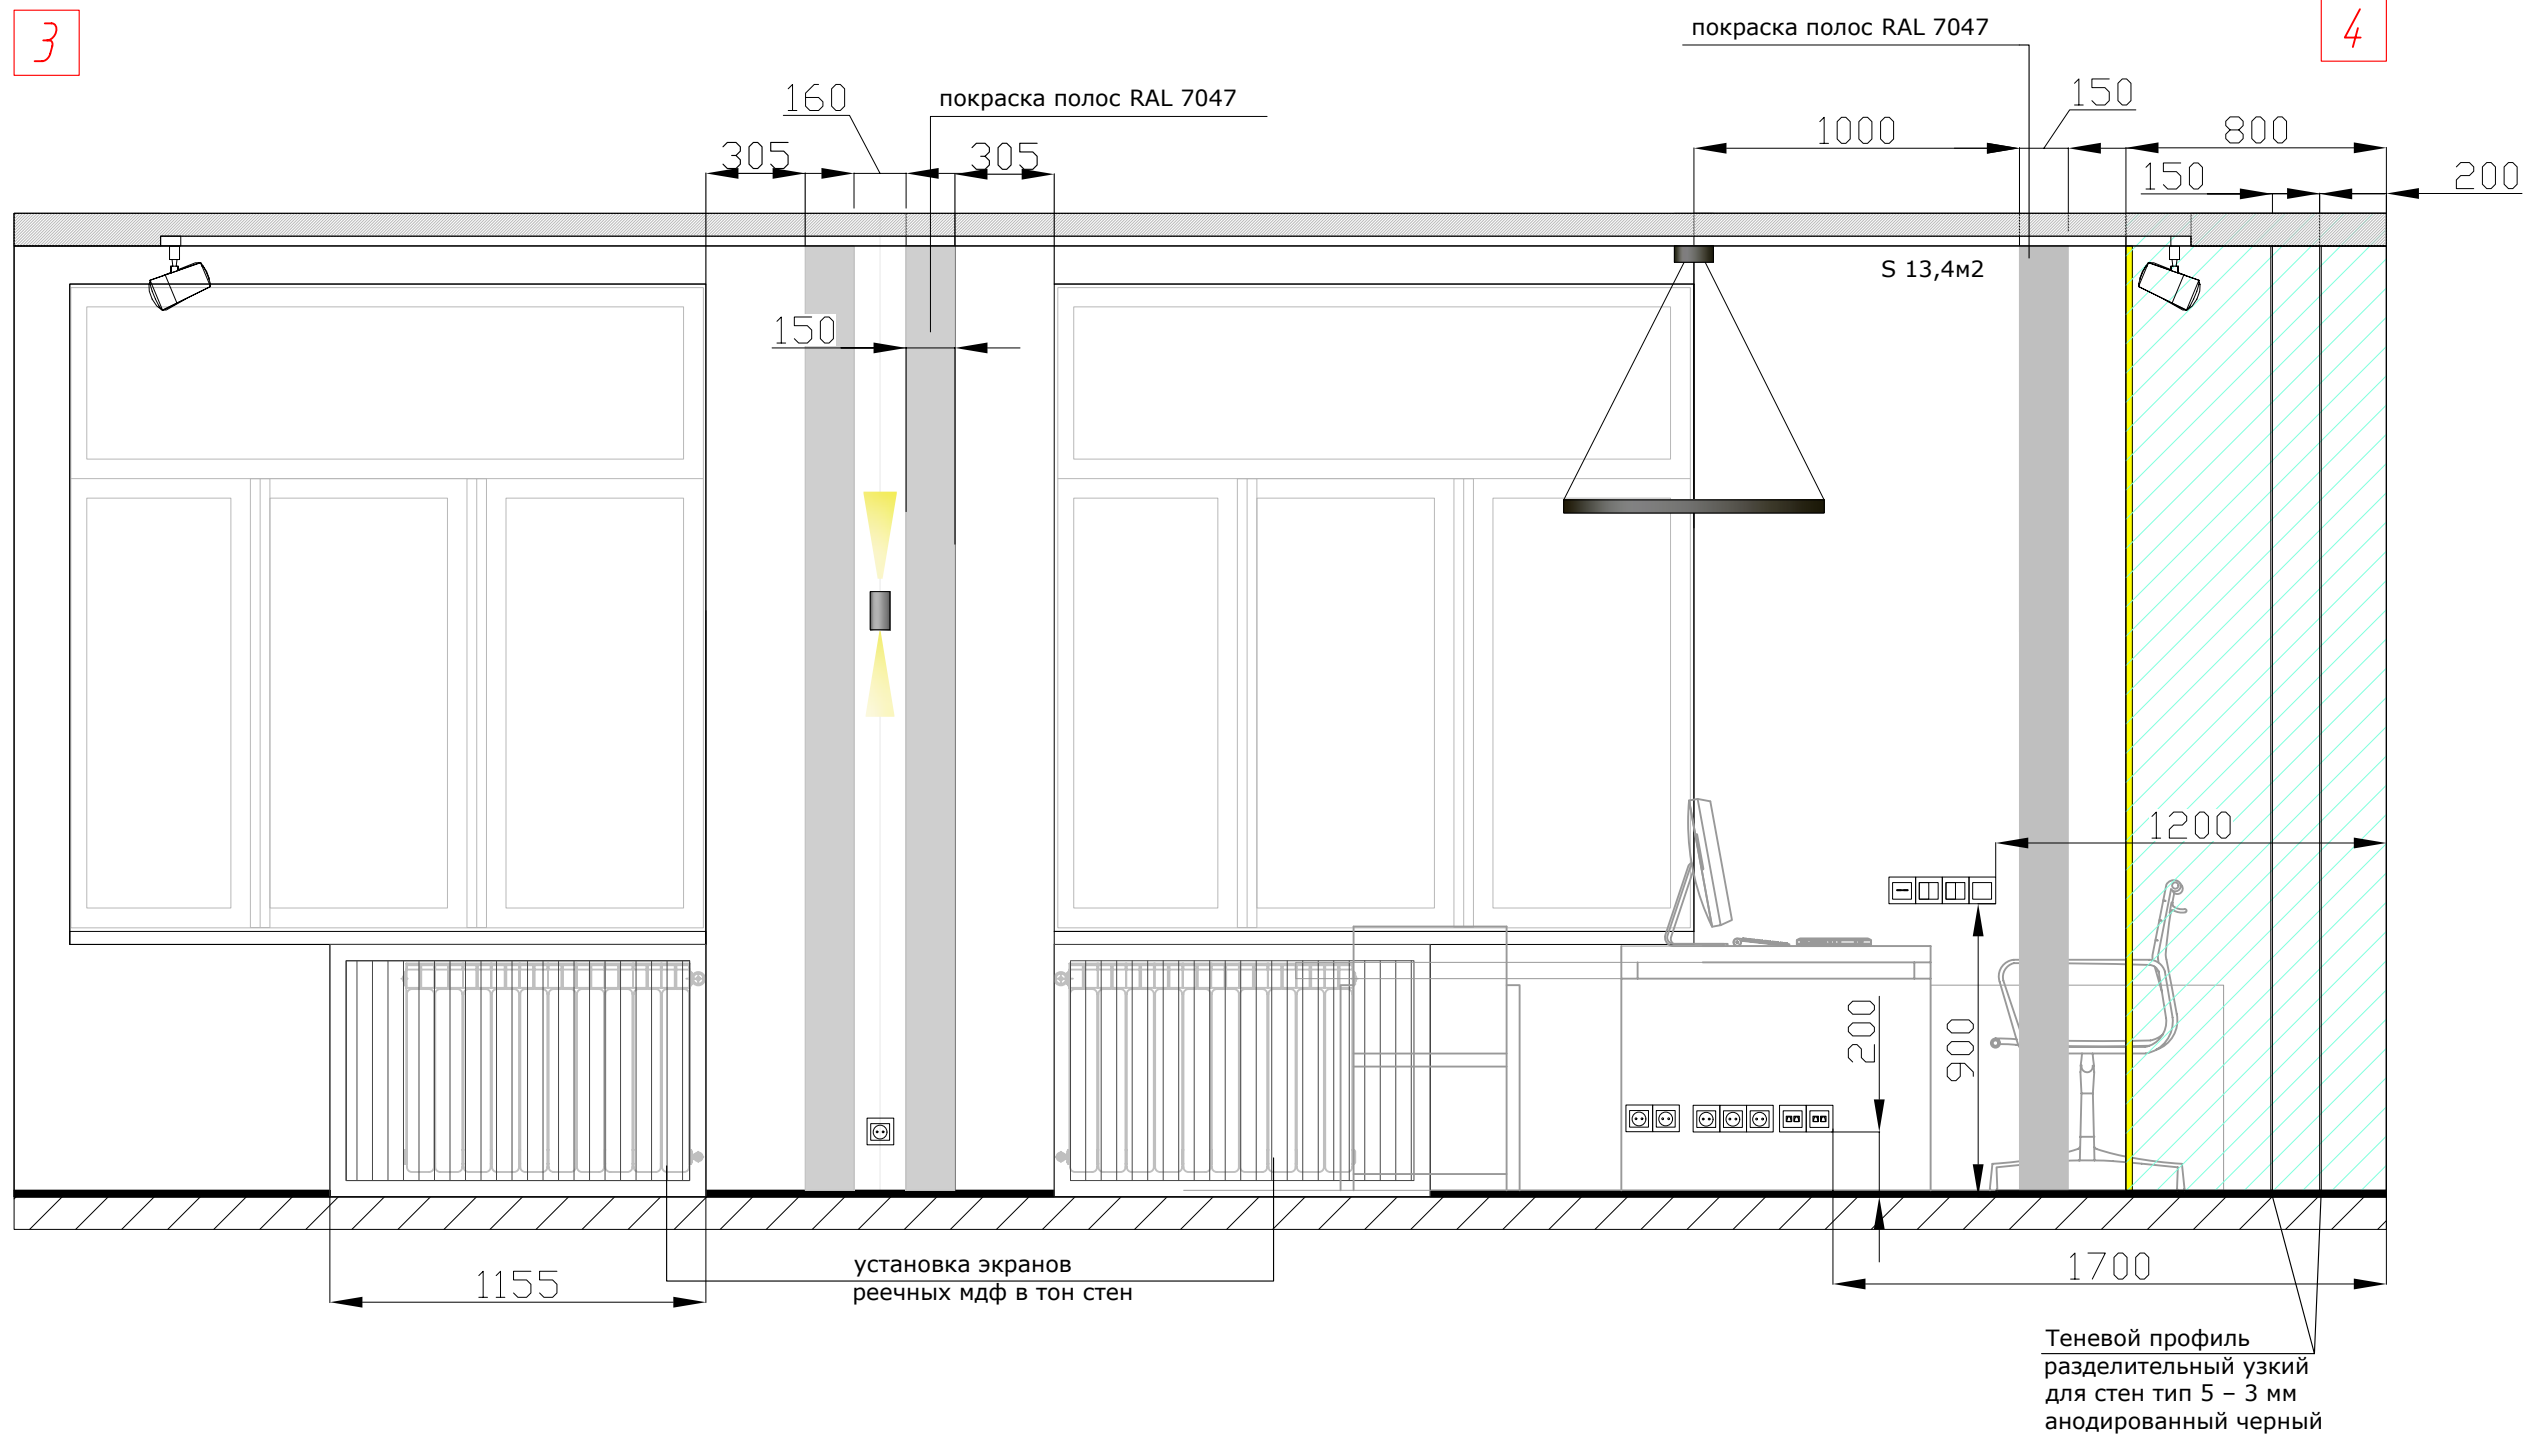 3
покраска полос RAL 7047
4
160
покраска полос RAL 7047
150
1000
800
305
305
150
200
S 13,4м2
150
1200
200
900
установка экранов
реечных мдф в тон стен
1155
1700
Теневой профиль
разделительный узкий
для стен тип 5 – 3 мм
анодированный черный